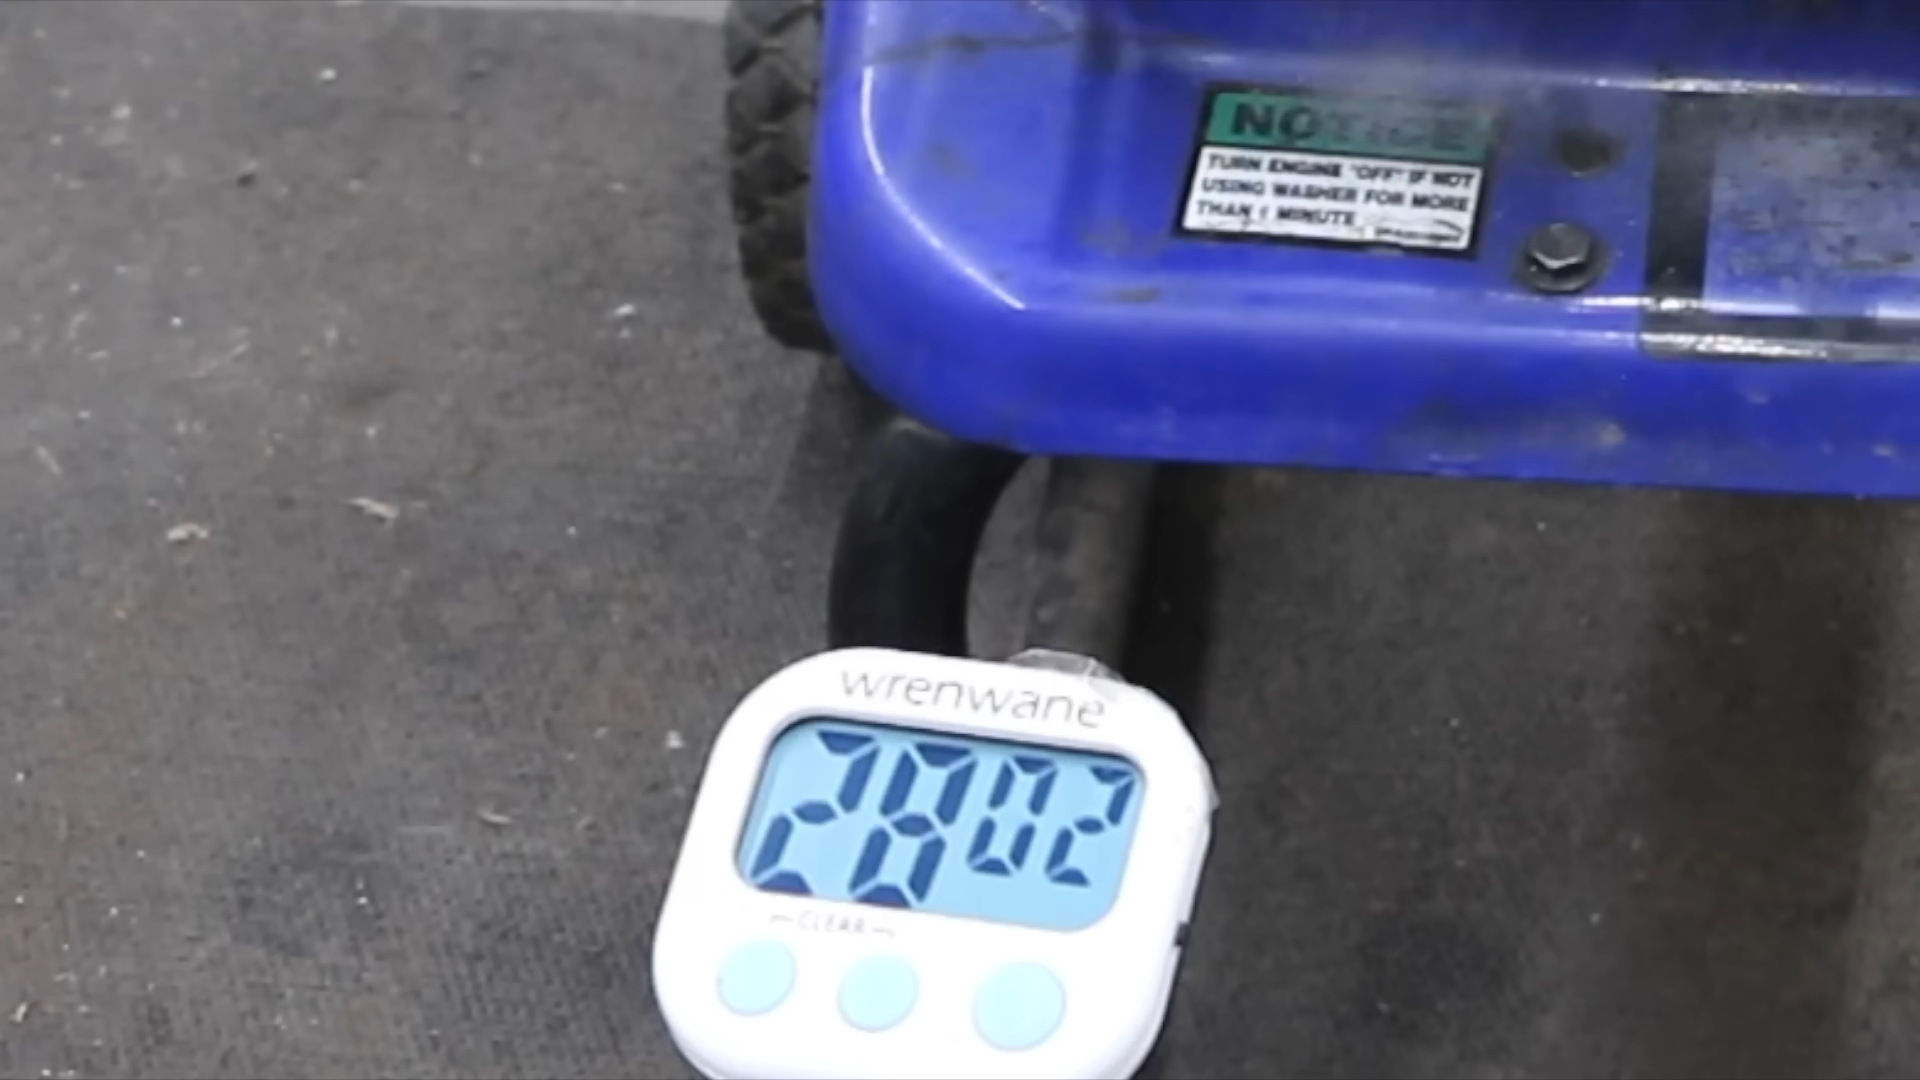 NOTICE
TURN ENGINE "OFF" IF NOT
USING WASHER FOR MORE
THAN 1 MINUTE
wrenwane
28 02
CLEAR